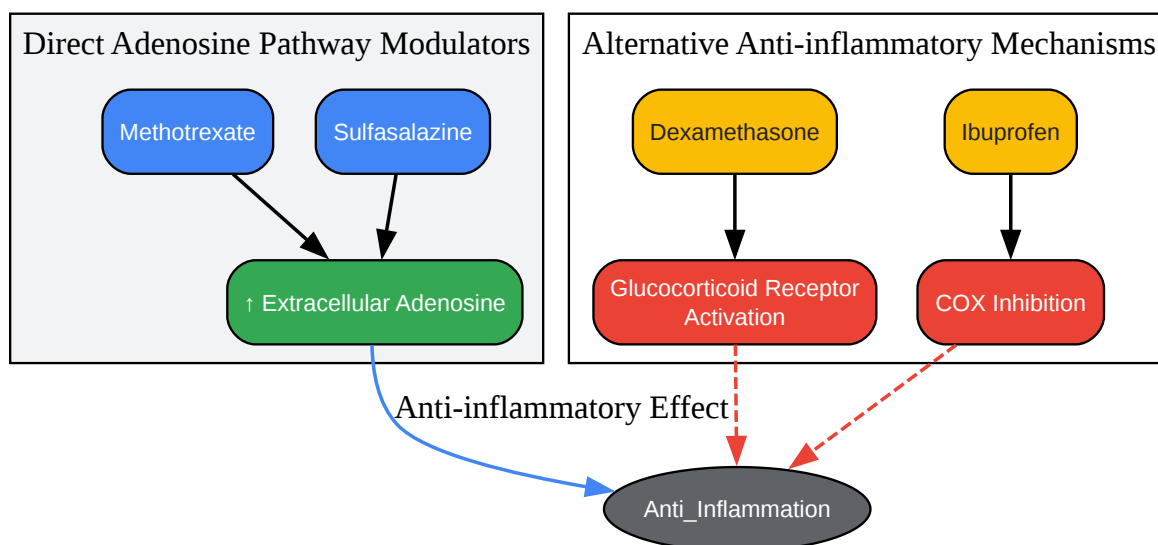 Direct Adenosine Pathway Modulators
Alternative Anti-inflammatory Mechanisms
Methotrexate
Sulfasalazine
Dexamethasone
Ibuprofen
↑ Extracellular Adenosine
Glucocorticoid Receptor
Activation
COX Inhibition
Anti-inflammatory Effect
Anti_Inflammation